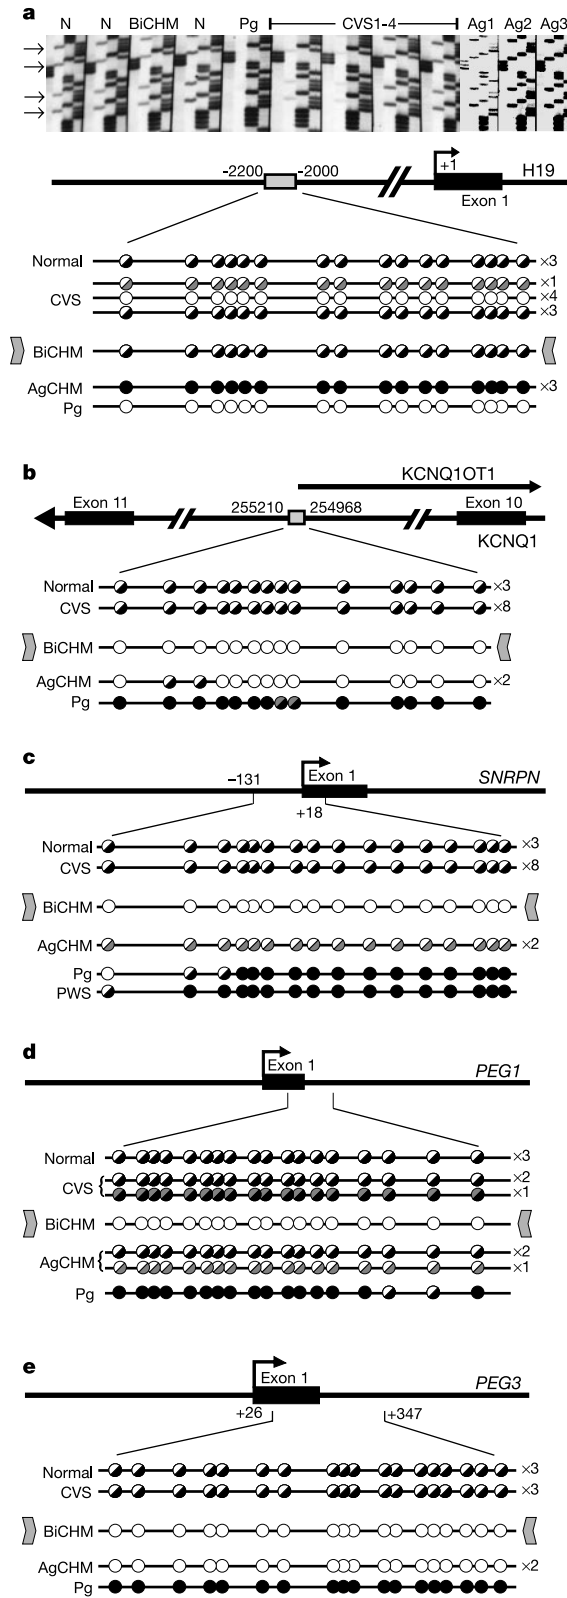 a
N N BiCHM N Pg CVS1-4 Ag1 Ag2 Ag3
-2200 -2000 +1 H19
Exon 1
Normal ×3
×1
CVS ×4
×3
BiCHM
AgCHM ×3
Pg
b
KCNQ1OT1
Exon 11 255210 254968 Exon 10
KCNQ1
Normal ×3
CVS ×8
BiCHM
AgCHM ×2
Pg
c
–131 Exon 1 SNRPN
+18
Normal ×3
CVS ×8
BiCHM
AgCHM ×2
Pg
PWS
d
Exon 1 PEG1
Normal ×3
CVS { ×2
×1
BiCHM
AgCHM { ×2
×1
Pg
e
Exon 1 PEG3
+26 +347
Normal ×3
CVS ×3
BiCHM
AgCHM ×2
Pg